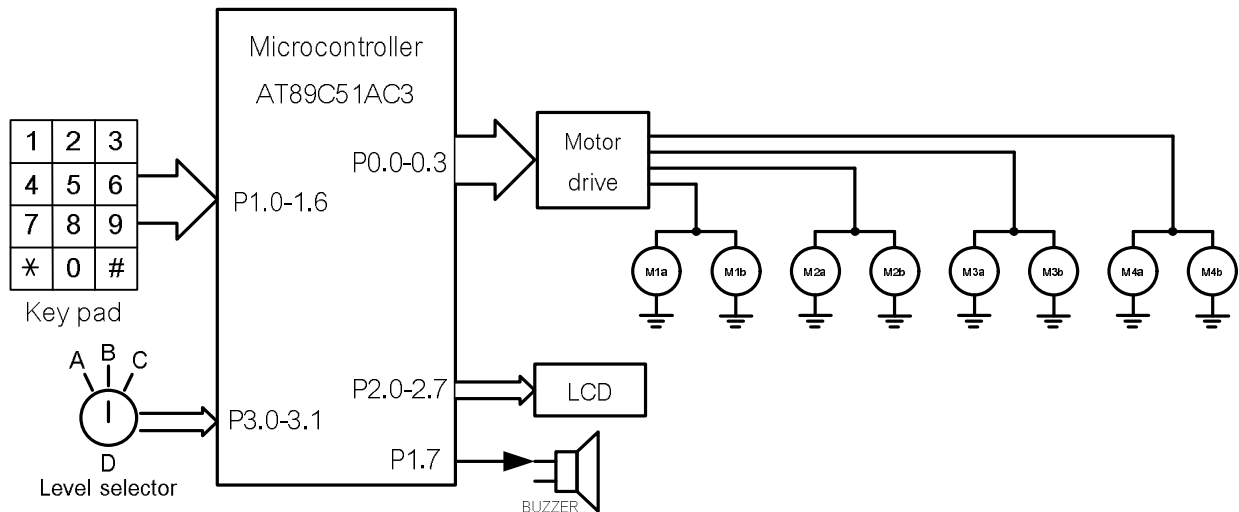 Microcontroller
AT89C51AC3
1 2 3
4 5 6
7 8 9
* 0 #
Key pad
P1.0-1.6
P0.0-0.3
Motor
drive
M1a M1b M2a M2b M3a M3b M4a M4b
A B C
D
Level selector
P3.0-3.1
P2.0-2.7
LCD
P1.7
BUZZER